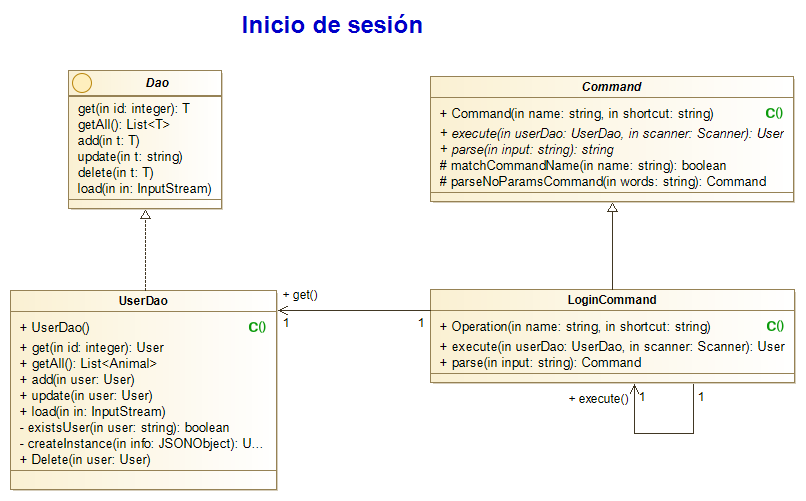 Inicio de sesión
Dao
get(in id: integer): T
getAll(): List<T>
add(in t: T)
update(in t: string)
delete(in t: T)
load(in in: InputStream)
Command
+ Command(in name: string, in shortcut: string) C()
+ execute(in userDao: UserDao, in scanner: Scanner): User
+ parse(in input: string): string
# matchCommandName(in name: string): boolean
# parseNoParamsCommand(in words: string): Command
UserDao
+ UserDao() C()
+ get(in id: integer): User
+ getAll(): List<Animal>
+ add(in user: User)
+ update(in user: User)
+ load(in in: InputStream)
- existsUser(in user: string): boolean
- createInstance(in info: JSONObject): U...
+ Delete(in user: User)
+ get()
1
1
LoginCommand
+ Operation(in name: string, in shortcut: string) C()
+ execute(in userDao: UserDao, in scanner: Scanner): User
+ parse(in input: string): Command
+ execute()
1
1